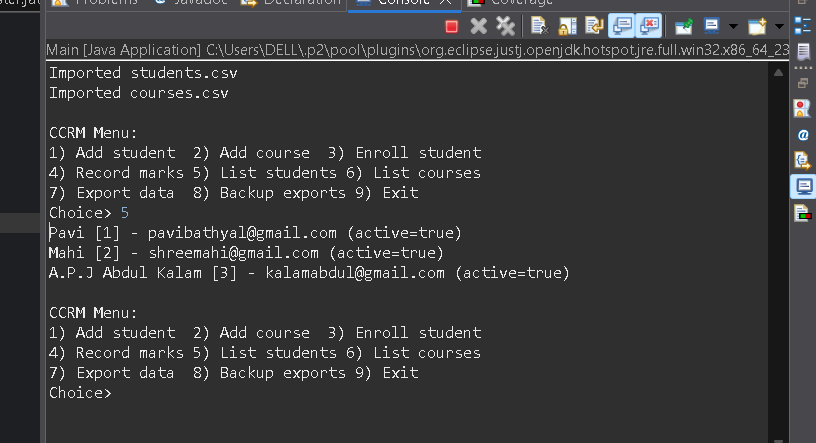 Problems Javadoc Declaration Console Coverage
Main [Java Application] C:\Users\DELL\.p2\pool\plugins\org.eclipse.justj.openjdk.hotspot.jre.full.win32.x86_64_23
Imported students.csv
Imported courses.csv
CCRM Menu:
1) Add student 2) Add course 3) Enroll student
4) Record marks 5) List students 6) List courses
7) Export data 8) Backup exports 9) Exit
Choice> 5
Pavi [1] - pavibathyal@gmail.com (active=true)
Mahi [2] - shreemahi@gmail.com (active=true)
A.P.J Abdul Kalam [3] - kalamabdul@gmail.com (active=true)
CCRM Menu:
1) Add student 2) Add course 3) Enroll student
4) Record marks 5) List students 6) List courses
7) Export data 8) Backup exports 9) Exit
Choice>